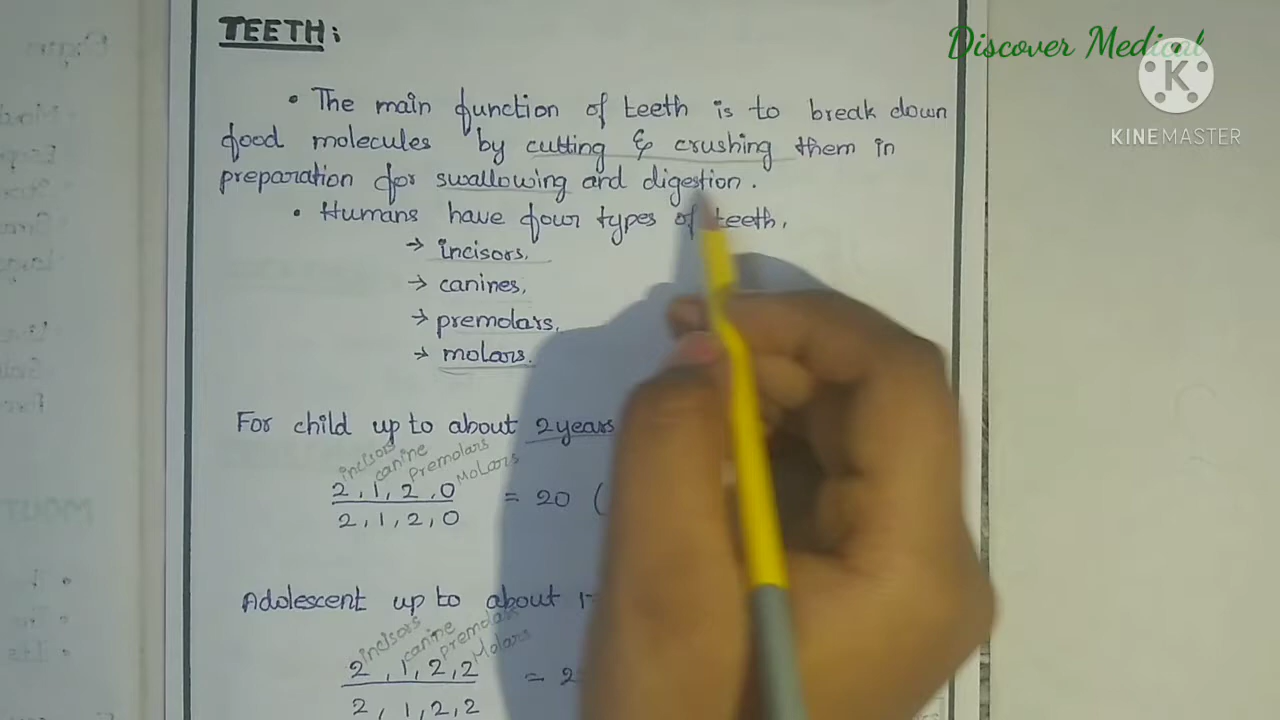 TEETH:
Discover Medical
K
KINEMASTER
• The main function of teeth is to break down
food molecules by cutting & crushing them in
preparation for swallowing and digestion.
• Humans have four types of teeth,
→ incisors,
→ canines,
→ premolars,
→ molars.
For child up to about 2years
incisors canine premolars Molars
2, 1, 2, 0 = 20 (
2, 1, 2, 0
Adolescent up to about 1
incisors canine premolars Molars
2, 1, 2, 2 = 2
2, 1, 2, 2